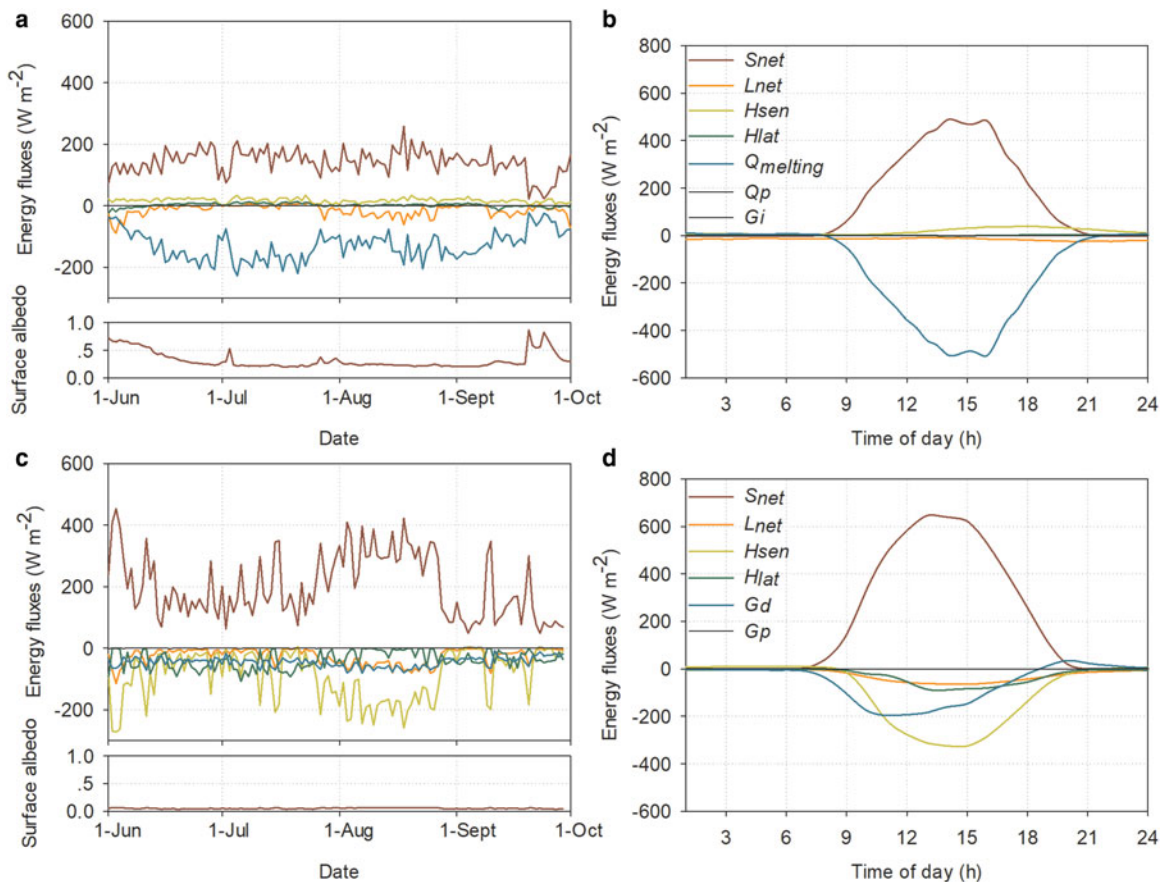 a
600
400
200
0
-200
Energy fluxes (W m-2)
1.0
.5
0.0
Surface albedo
1-Jun
1-Jul
1-Aug
1-Sept
1-Oct
Date
b
800
600
400
200
0
-200
-400
-600
Energy fluxes (W m-2)
Snet
Lnet
Hsen
Hlat
Qmelting
Qp
Gi
3
6
9
12
15
18
21
24
Time of day (h)
c
600
400
200
0
-200
Energy fluxes (W m-2)
1.0
.5
0.0
Surface albedo
1-Jun
1-Jul
1-Aug
1-Sept
1-Oct
Date
d
800
600
400
200
0
-200
-400
-600
Energy fluxes (W m-2)
Snet
Lnet
Hsen
Hlat
Gd
Gp
3
6
9
12
15
18
21
24
Time of day (h)